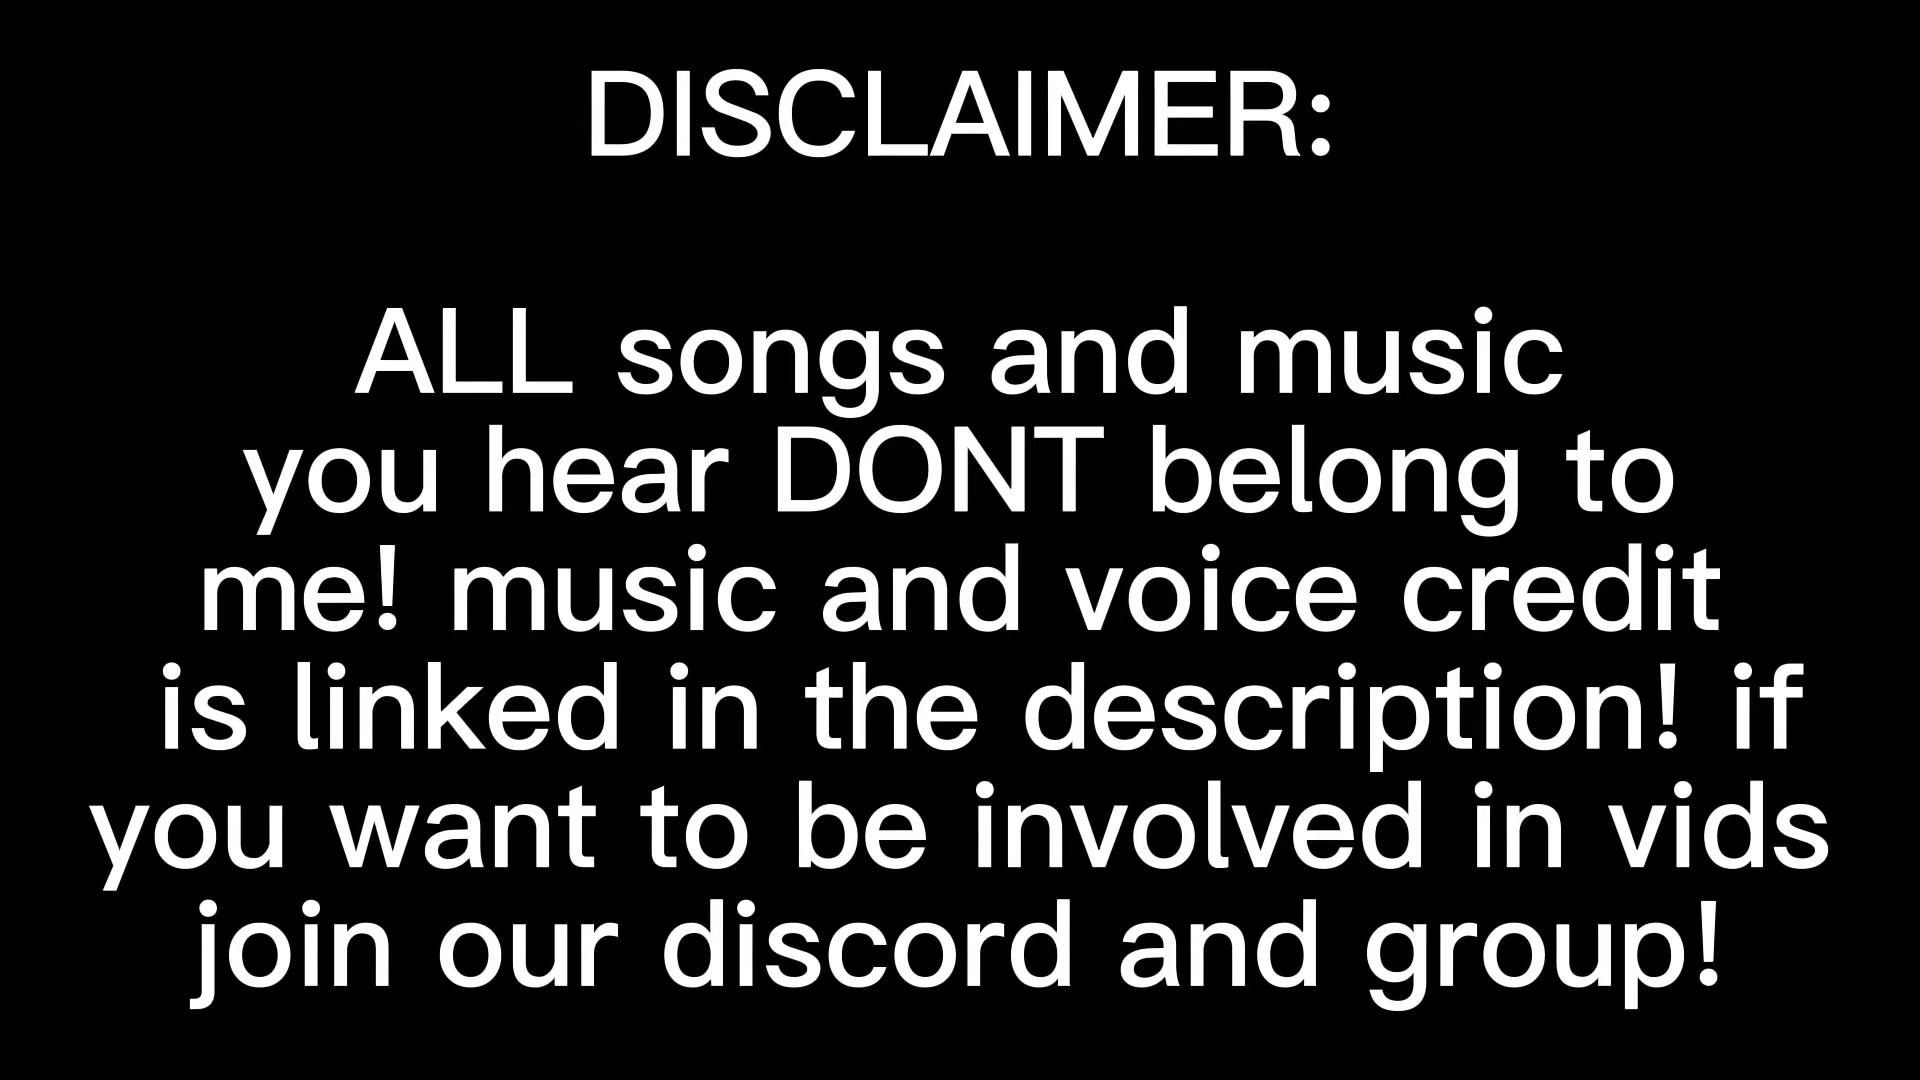 DISCLAIMER:
ALL songs and music
you hear DONT belong to
me! music and voice credit
is linked in the description! if
you want to be involved in vids
join our discord and group!